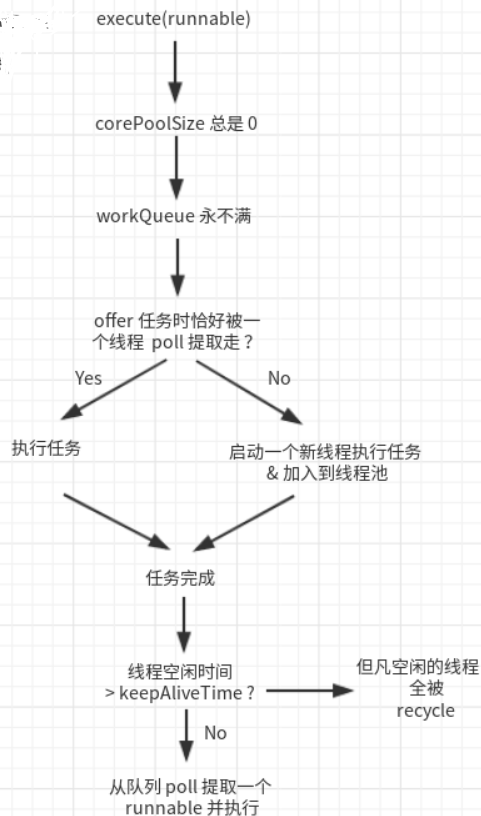 execute(runnable)
corePoolSize 总是 0
workQueue 永不满
offer 任务时恰好被一
个线程 poll 提取走 ?
Yes
No
执行任务
启动一个新线程执行任务
& 加入到线程池
任务完成
线程空闲时间
> keepAliveTime ?
但凡空闲的线程
全被
recycle
No
从队列 poll 提取一个
runnable 并执行